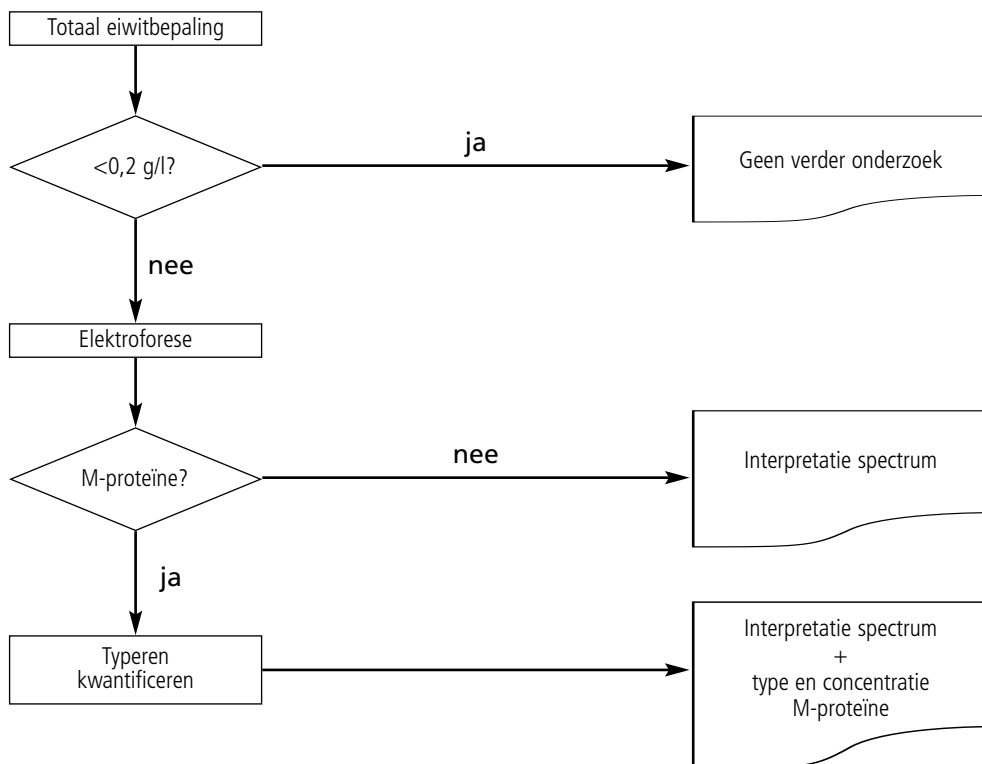 Totaal eiwitbepaling
<0,2 g/l?
ja
Geen verder onderzoek
nee
Elektroforese
M-proteïne?
nee
Interpretatie spectrum
ja
Typeren
kwantificeren
Interpretatie spectrum
+
type en concentratie
M-proteïne